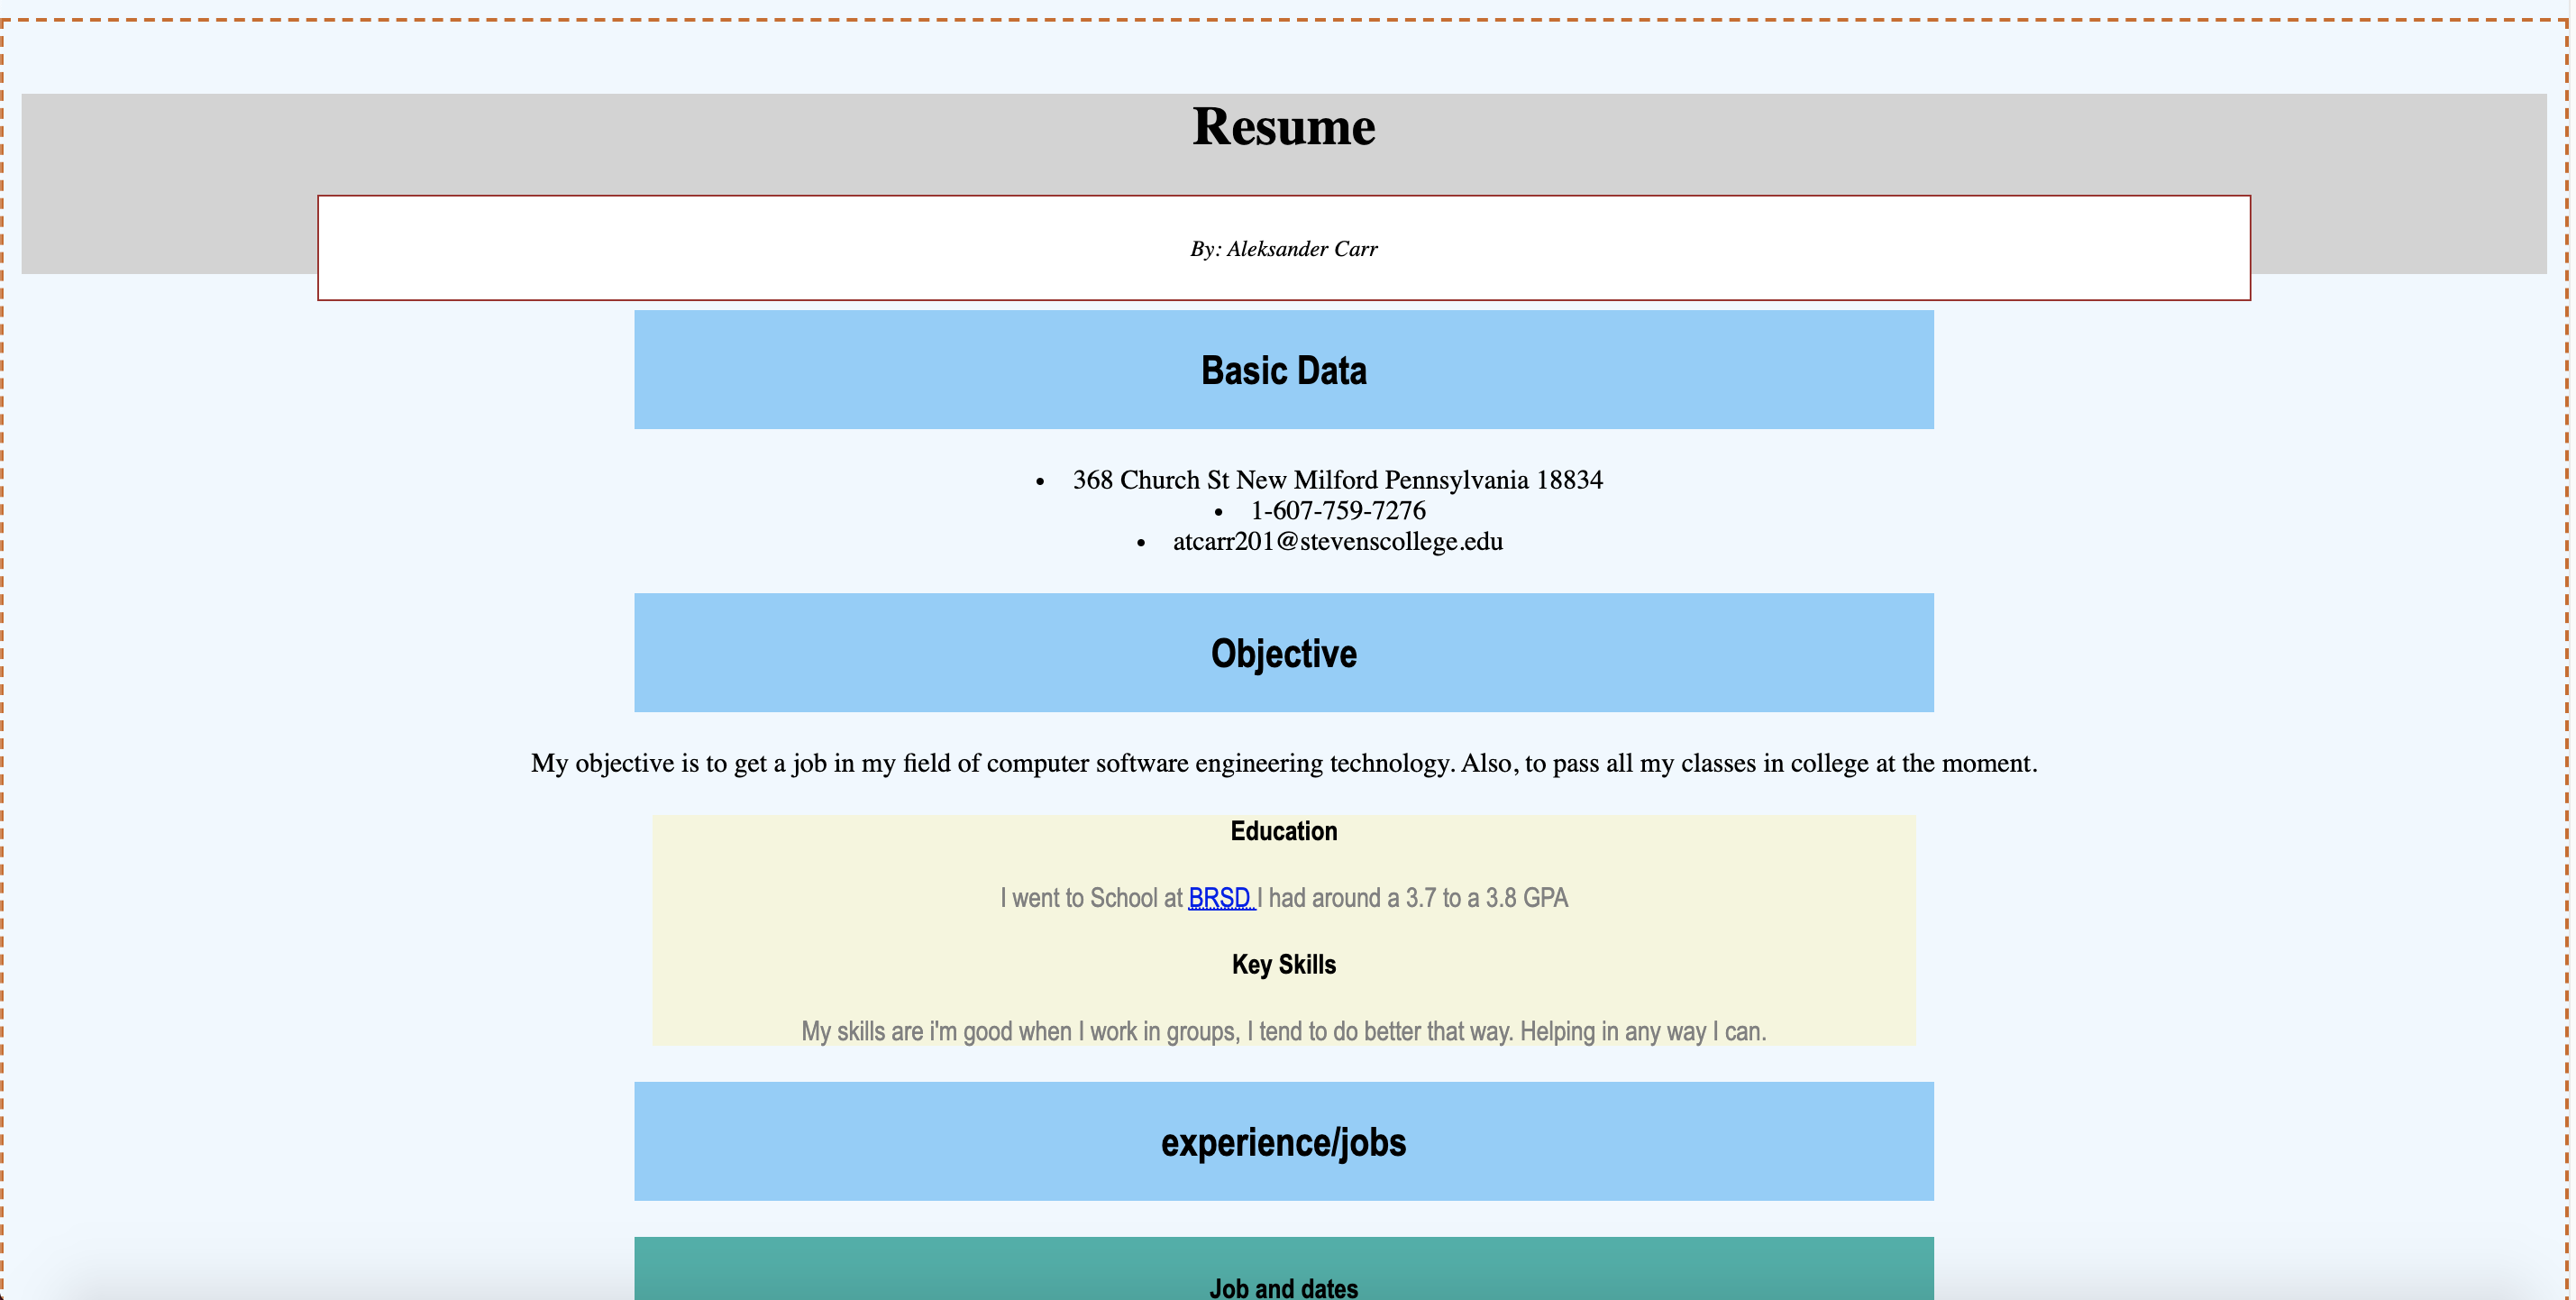 Resume
By: Aleksander Carr
Basic Data
• 368 Church St New Milford Pennsylvania 18834
• 1-607-759-7276
• atcarr201@stevenscollege.edu
Objective
My objective is to get a job in my field of computer software engineering technology. Also, to pass all my classes in college at the moment.
Education
I went to School at BRSD I had around a 3.7 to a 3.8 GPA
Key Skills
My skills are i'm good when I work in groups, I tend to do better that way. Helping in any way I can.
experience/jobs
Job and dates